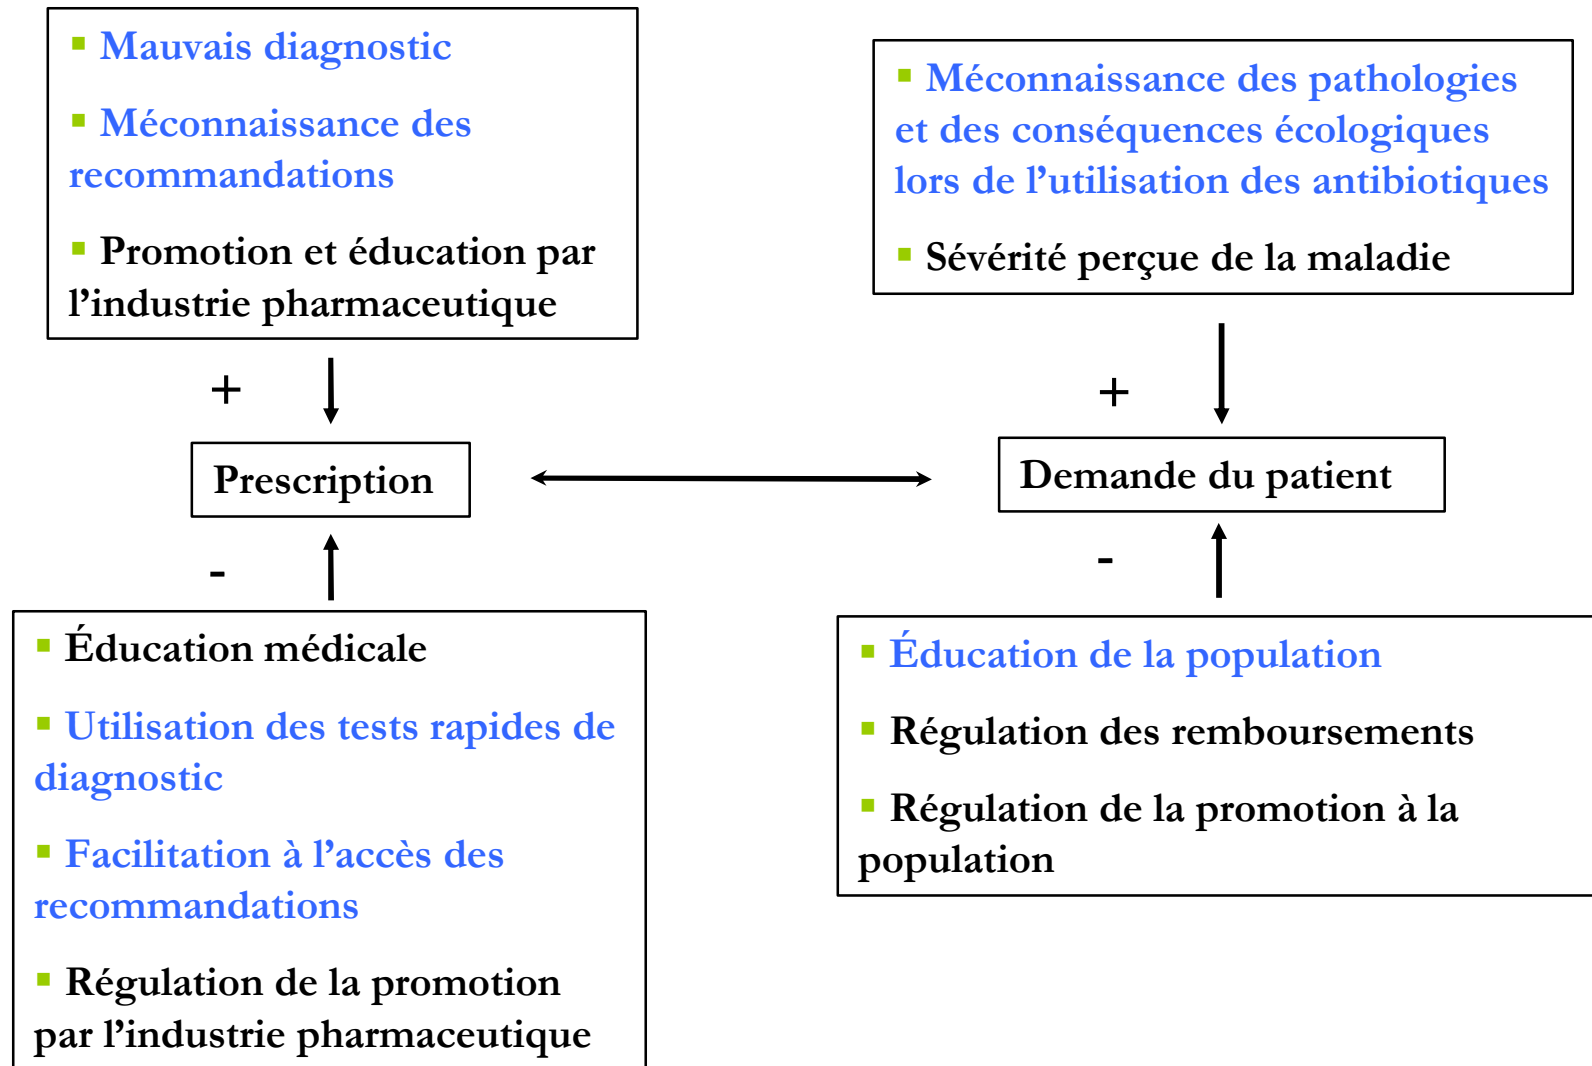 ▪ Mauvais diagnostic
▪ Méconnaissance des
recommandations
▪ Promotion et éducation par
l’industrie pharmaceutique
▪ Méconnaissance des pathologies
et des conséquences écologiques
lors de l’utilisation des antibiotiques
▪ Sévérité perçue de la maladie
+
+
Prescription
Demande du patient
-
-
▪ Éducation médicale
▪ Utilisation des tests rapides de
diagnostic
▪ Facilitation à l’accès des
recommandations
▪ Régulation de la promotion
par l’industrie pharmaceutique
▪ Éducation de la population
▪ Régulation des remboursements
▪ Régulation de la promotion à la
population